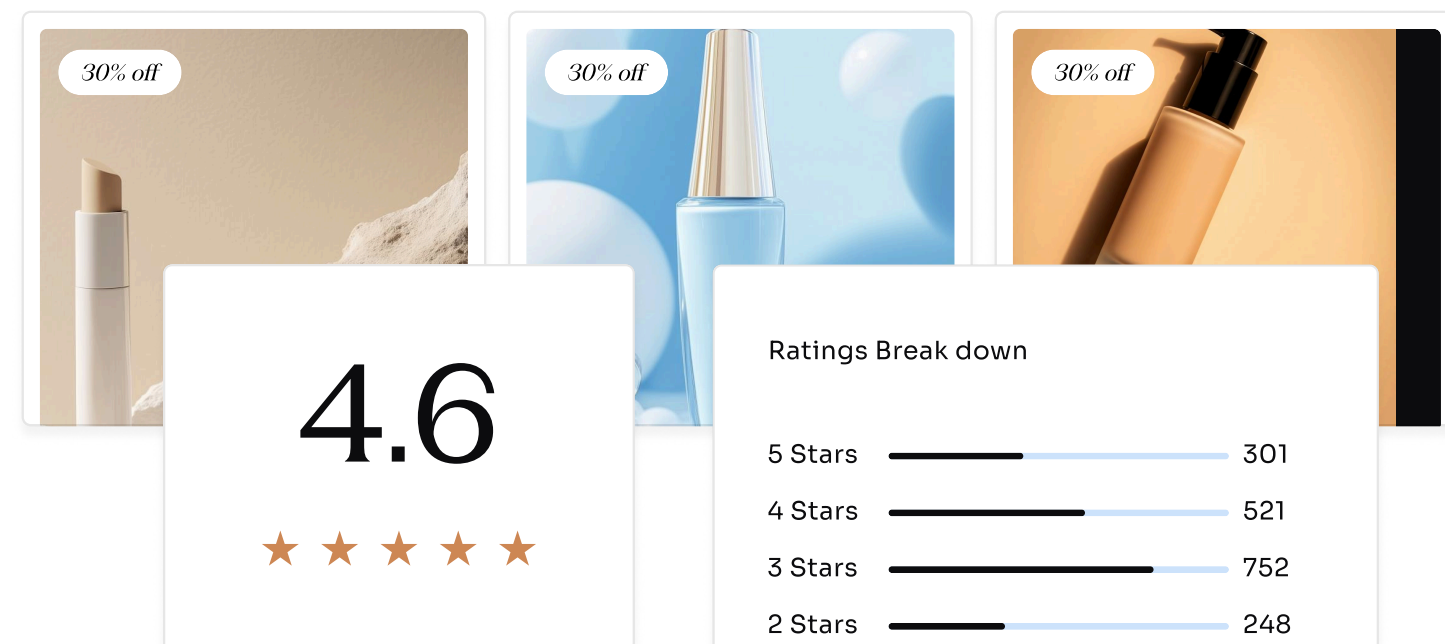 30% off
30% off
30% off
4.6
Ratings Break down
5 Stars 301
4 Stars 521
3 Stars 752
2 Stars 248